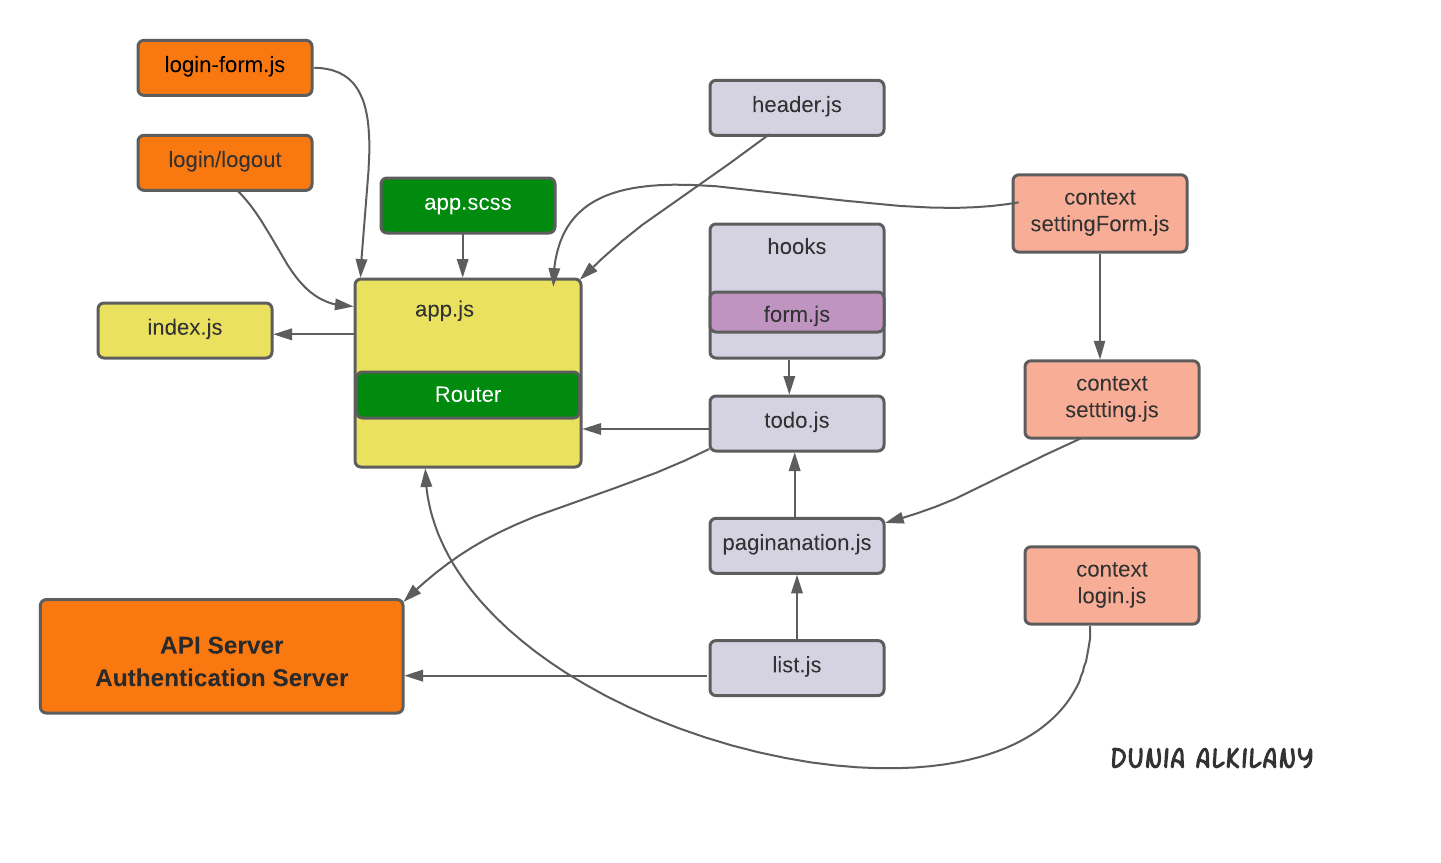 login-form.js
header.js
login/logout
app.scss
context
settingForm.js
hooks
form.js
app.js
index.js
Router
todo.js
context
settting.js
paginanation.js
context
login.js
API Server
Authentication Server
list.js
DUNIA ALKILANY